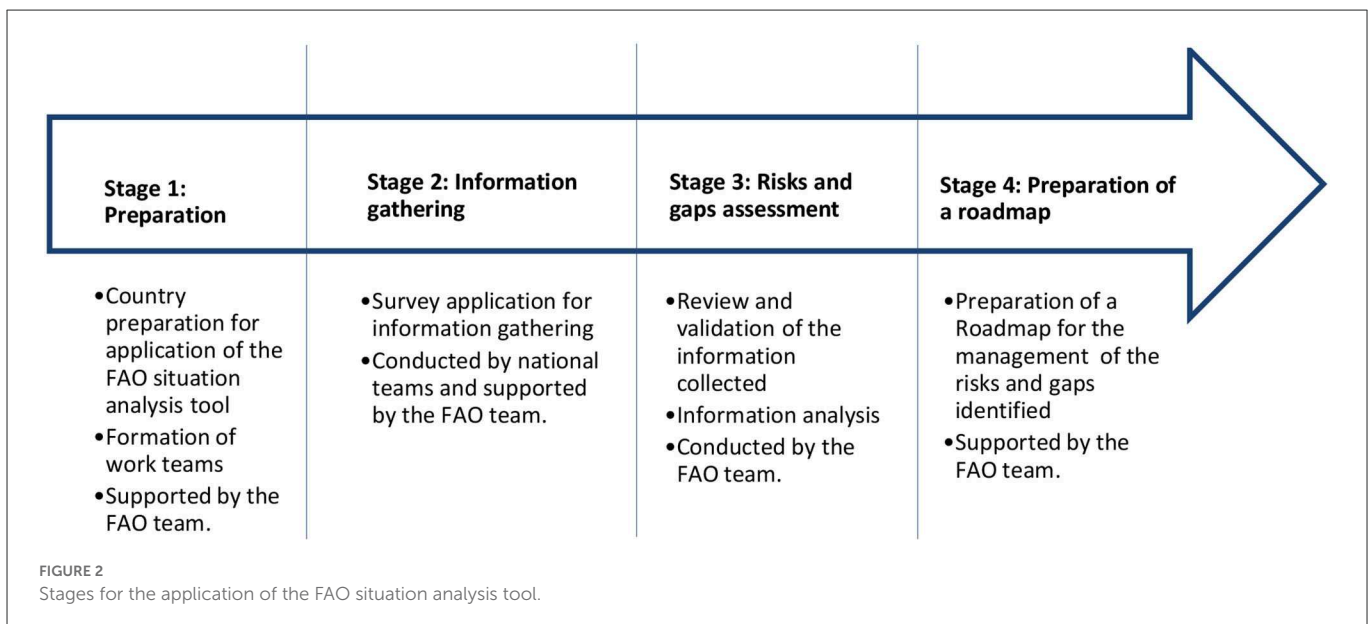 Stage 1:
Preparation
Stage 2: Information
gathering
Stage 3: Risks and
gaps assessment
Stage 4: Preparation of
a roadmap
•Country
preparation for
application of the
FAO situation
analysis tool
•Formation of
work teams
•Supported by the
FAO team.
•Survey application for
information gathering
•Conducted by national
teams and supported
by the FAO team.
•Review and
validation of the
information
collected
•Information analysis
•Conducted by the
FAO team.
•Preparation of a
Roadmap for the
management of the
risks and gaps
identified
•Supported by the
FAO team.
FIGURE 2
Stages for the application of the FAO situation analysis tool.